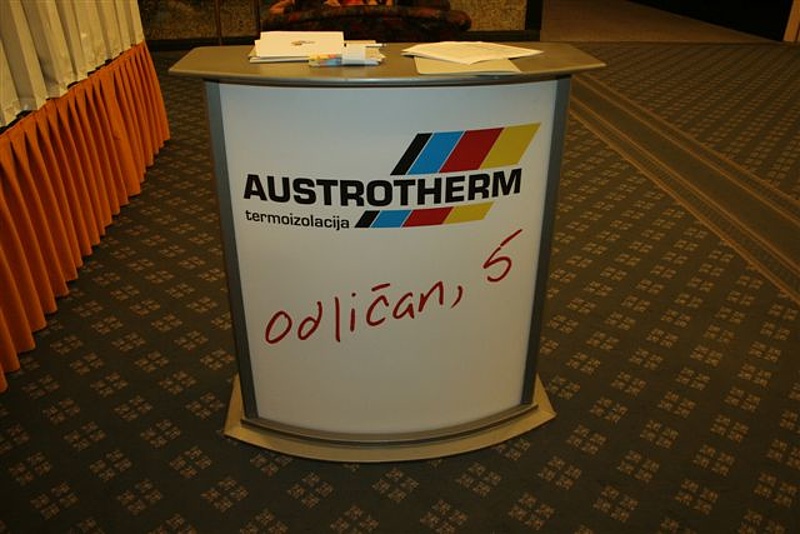 AUSTROTHERM
termoizolacija
odličan, 5